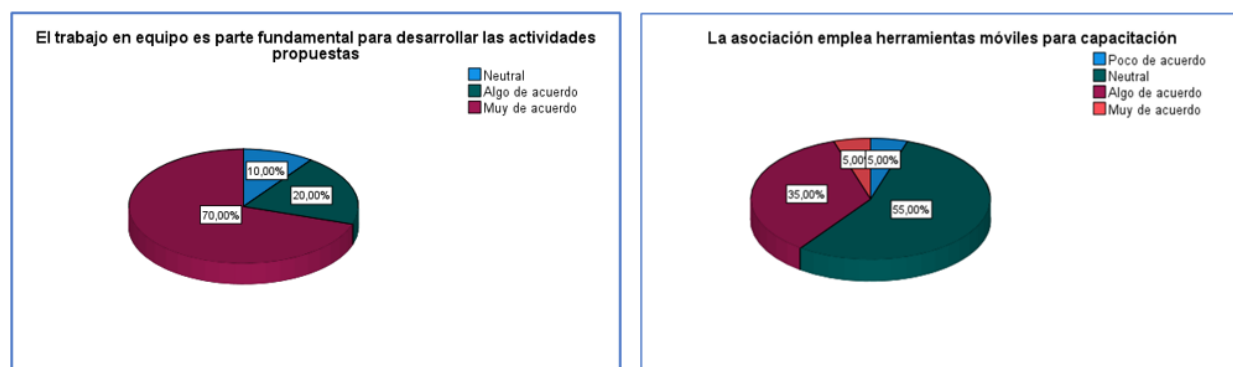 El trabajo en equipo es parte fundamental para desarrollar las actividades
propuestas
Neutral
Algo de acuerdo
Muy de acuerdo
10,00%
20,00%
70,00%
La asociación emplea herramientas móviles para capacitación
Poco de acuerdo
Neutral
Algo de acuerdo
Muy de acuerdo
5,00
5,00%
35,00%
55,00%